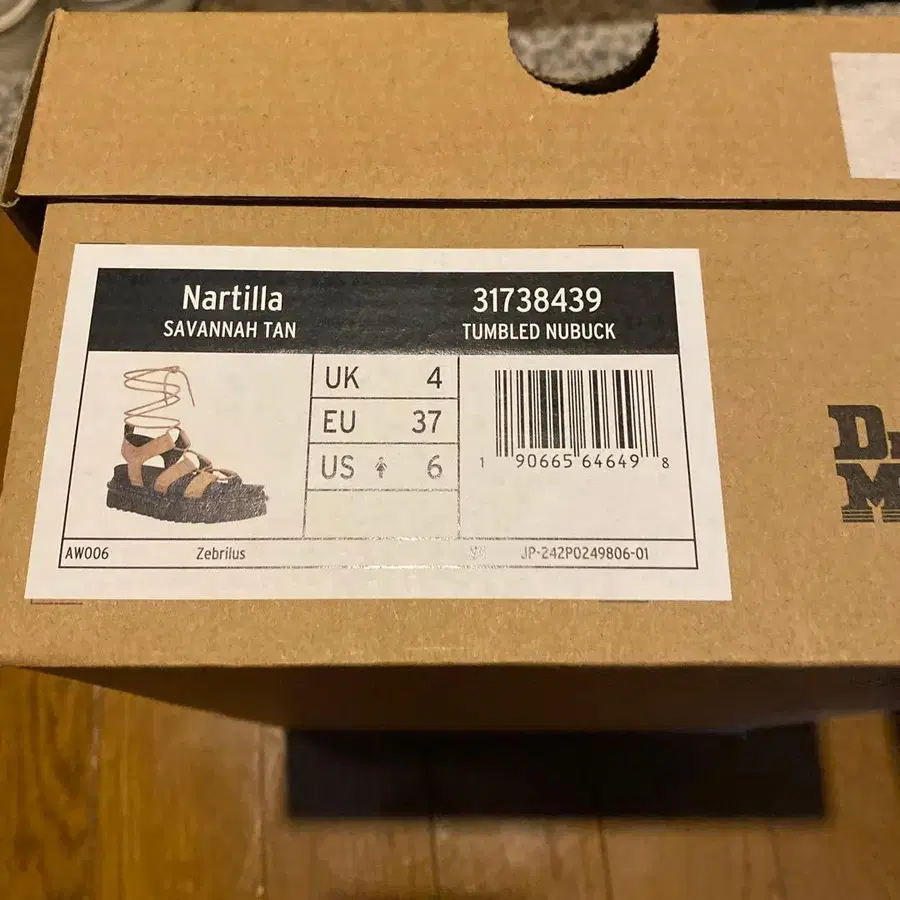 Nartilla
SAVANNAH TAN
31738439
TUMBLED NUBUCK
UK 4
EU 37
US 6
1 90665 64649 8
AW006 Zebrilus JP-242P0249806-01
D
M